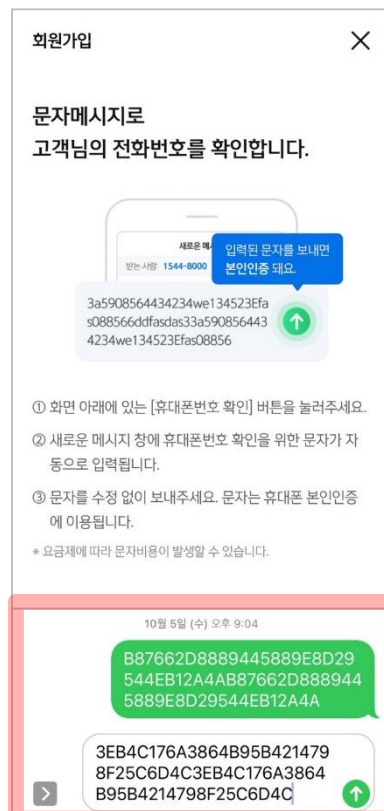 회원가입
문자메시지로
고객님의 전화번호를 확인합니다.
새로운 메
받는 사람: 1544-8000
입력된 문자를 보내면
본인인증 돼요.
3a5908564434234we134523Efa
s088566ddfasdas33a590856443
4234we134523Efas08856
① 화면 아래에 있는 [휴대폰번호 확인] 버튼을 눌러주세요.
② 새로운 메시지 창에 휴대폰번호 확인을 위한 문자가 자
동으로 입력됩니다.
③ 문자를 수정 없이 보내주세요. 문자는 휴대폰 본인인증
에 이용됩니다.
* 요금제에 따라 문자비용이 발생할 수 있습니다.
10월 5일 (수) 오후 9:04
B87662D8889445889E8D29
544EB12A4AB87662D888944
5889E8D29544EB12A4A
3EB4C176A3864B95B421479
8F25C6D4C3EB4C176A3864
B95B4214798F25C6D4C